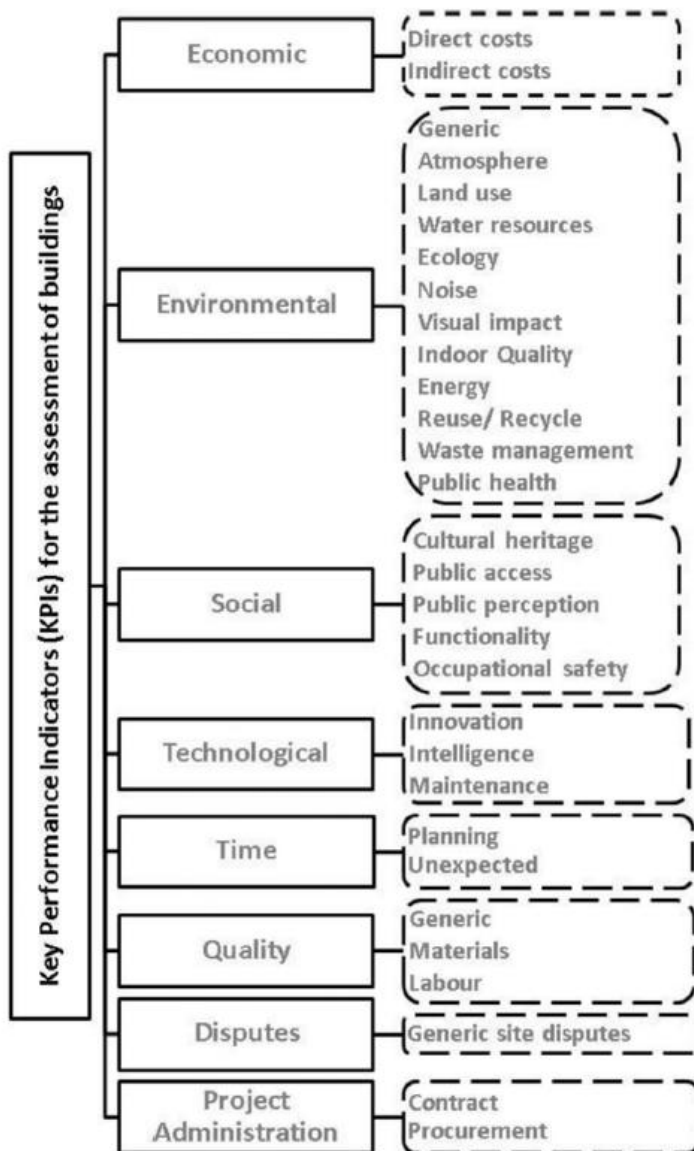 Key Performance Indicators (KPIs) for the assessment of buildings
Economic
Direct costs
Indirect costs
Environmental
Generic
Atmosphere
Land use
Water resources
Ecology
Noise
Visual impact
Indoor Quality
Energy
Reuse/ Recycle
Waste management
Public health
Social
Cultural heritage
Public access
Public perception
Functionality
Occupational safety
Technological
Innovation
Intelligence
Maintenance
Time
Planning
Unexpected
Quality
Generic
Materials
Labour
Disputes
Generic site disputes
Project
Administration
Contract
Procurement